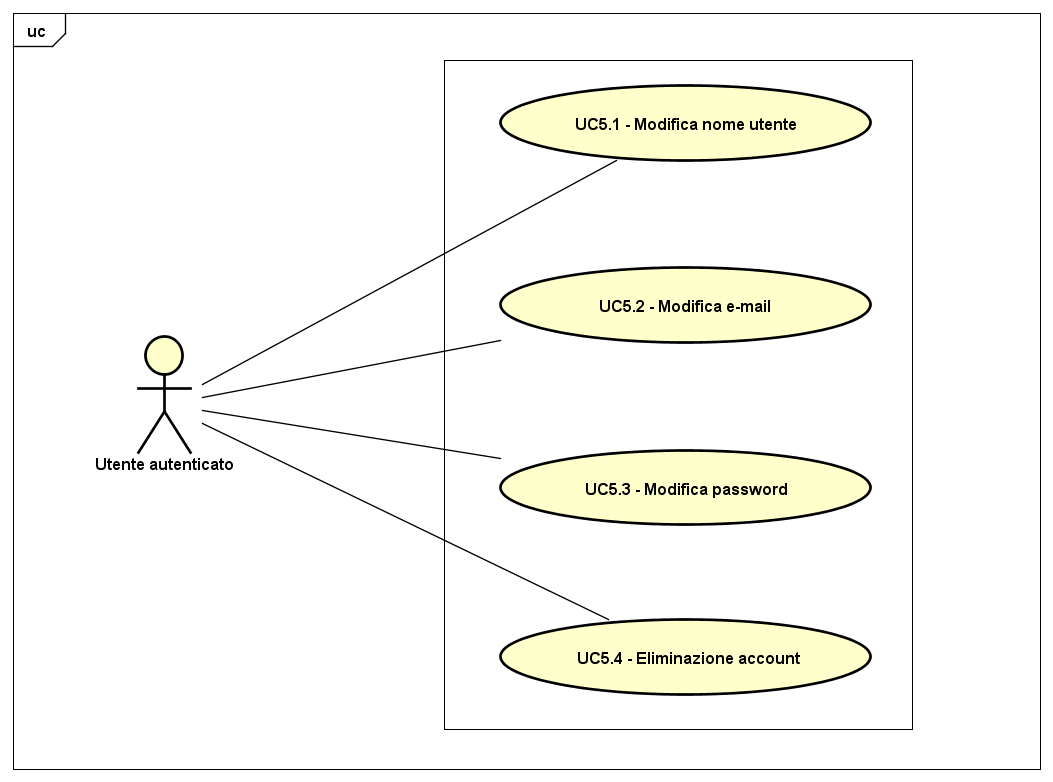 uc
UC5.1 - Modifica nome utente
UC5.2 - Modifica e-mail
Utente autenticato
UC5.3 - Modifica password
UC5.4 - Eliminazione account